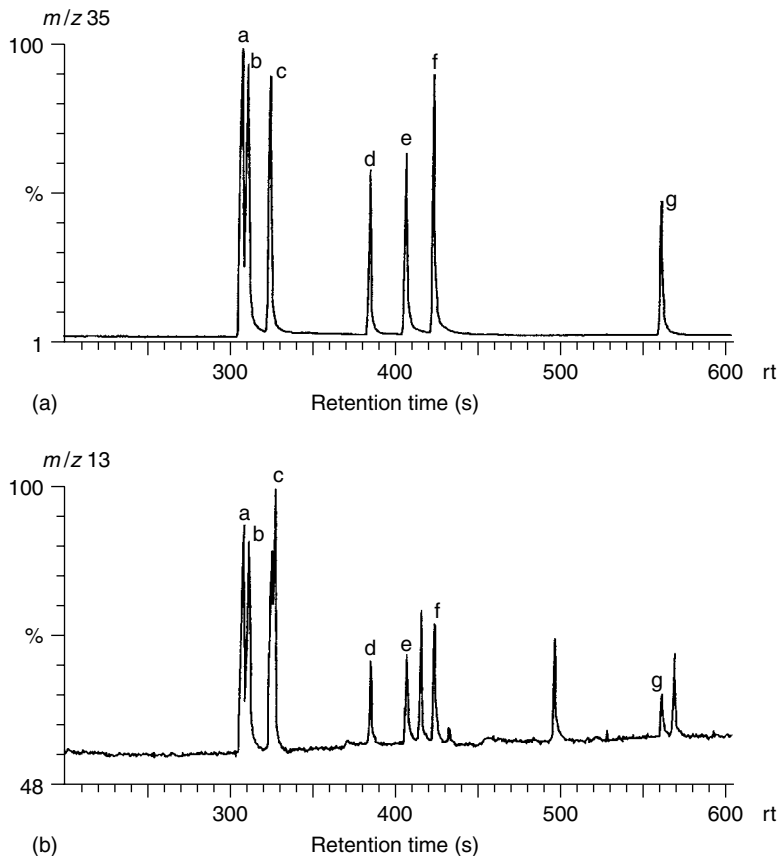 m/z 35
100
a
b
c
f
e
d
%
g
1
300 400 500 600 rt
(a) Retention time (s)
m/z 13
c
100
a
b
f
%
d e
g
48
300 400 500 600 rt
(b) Retention time (s)